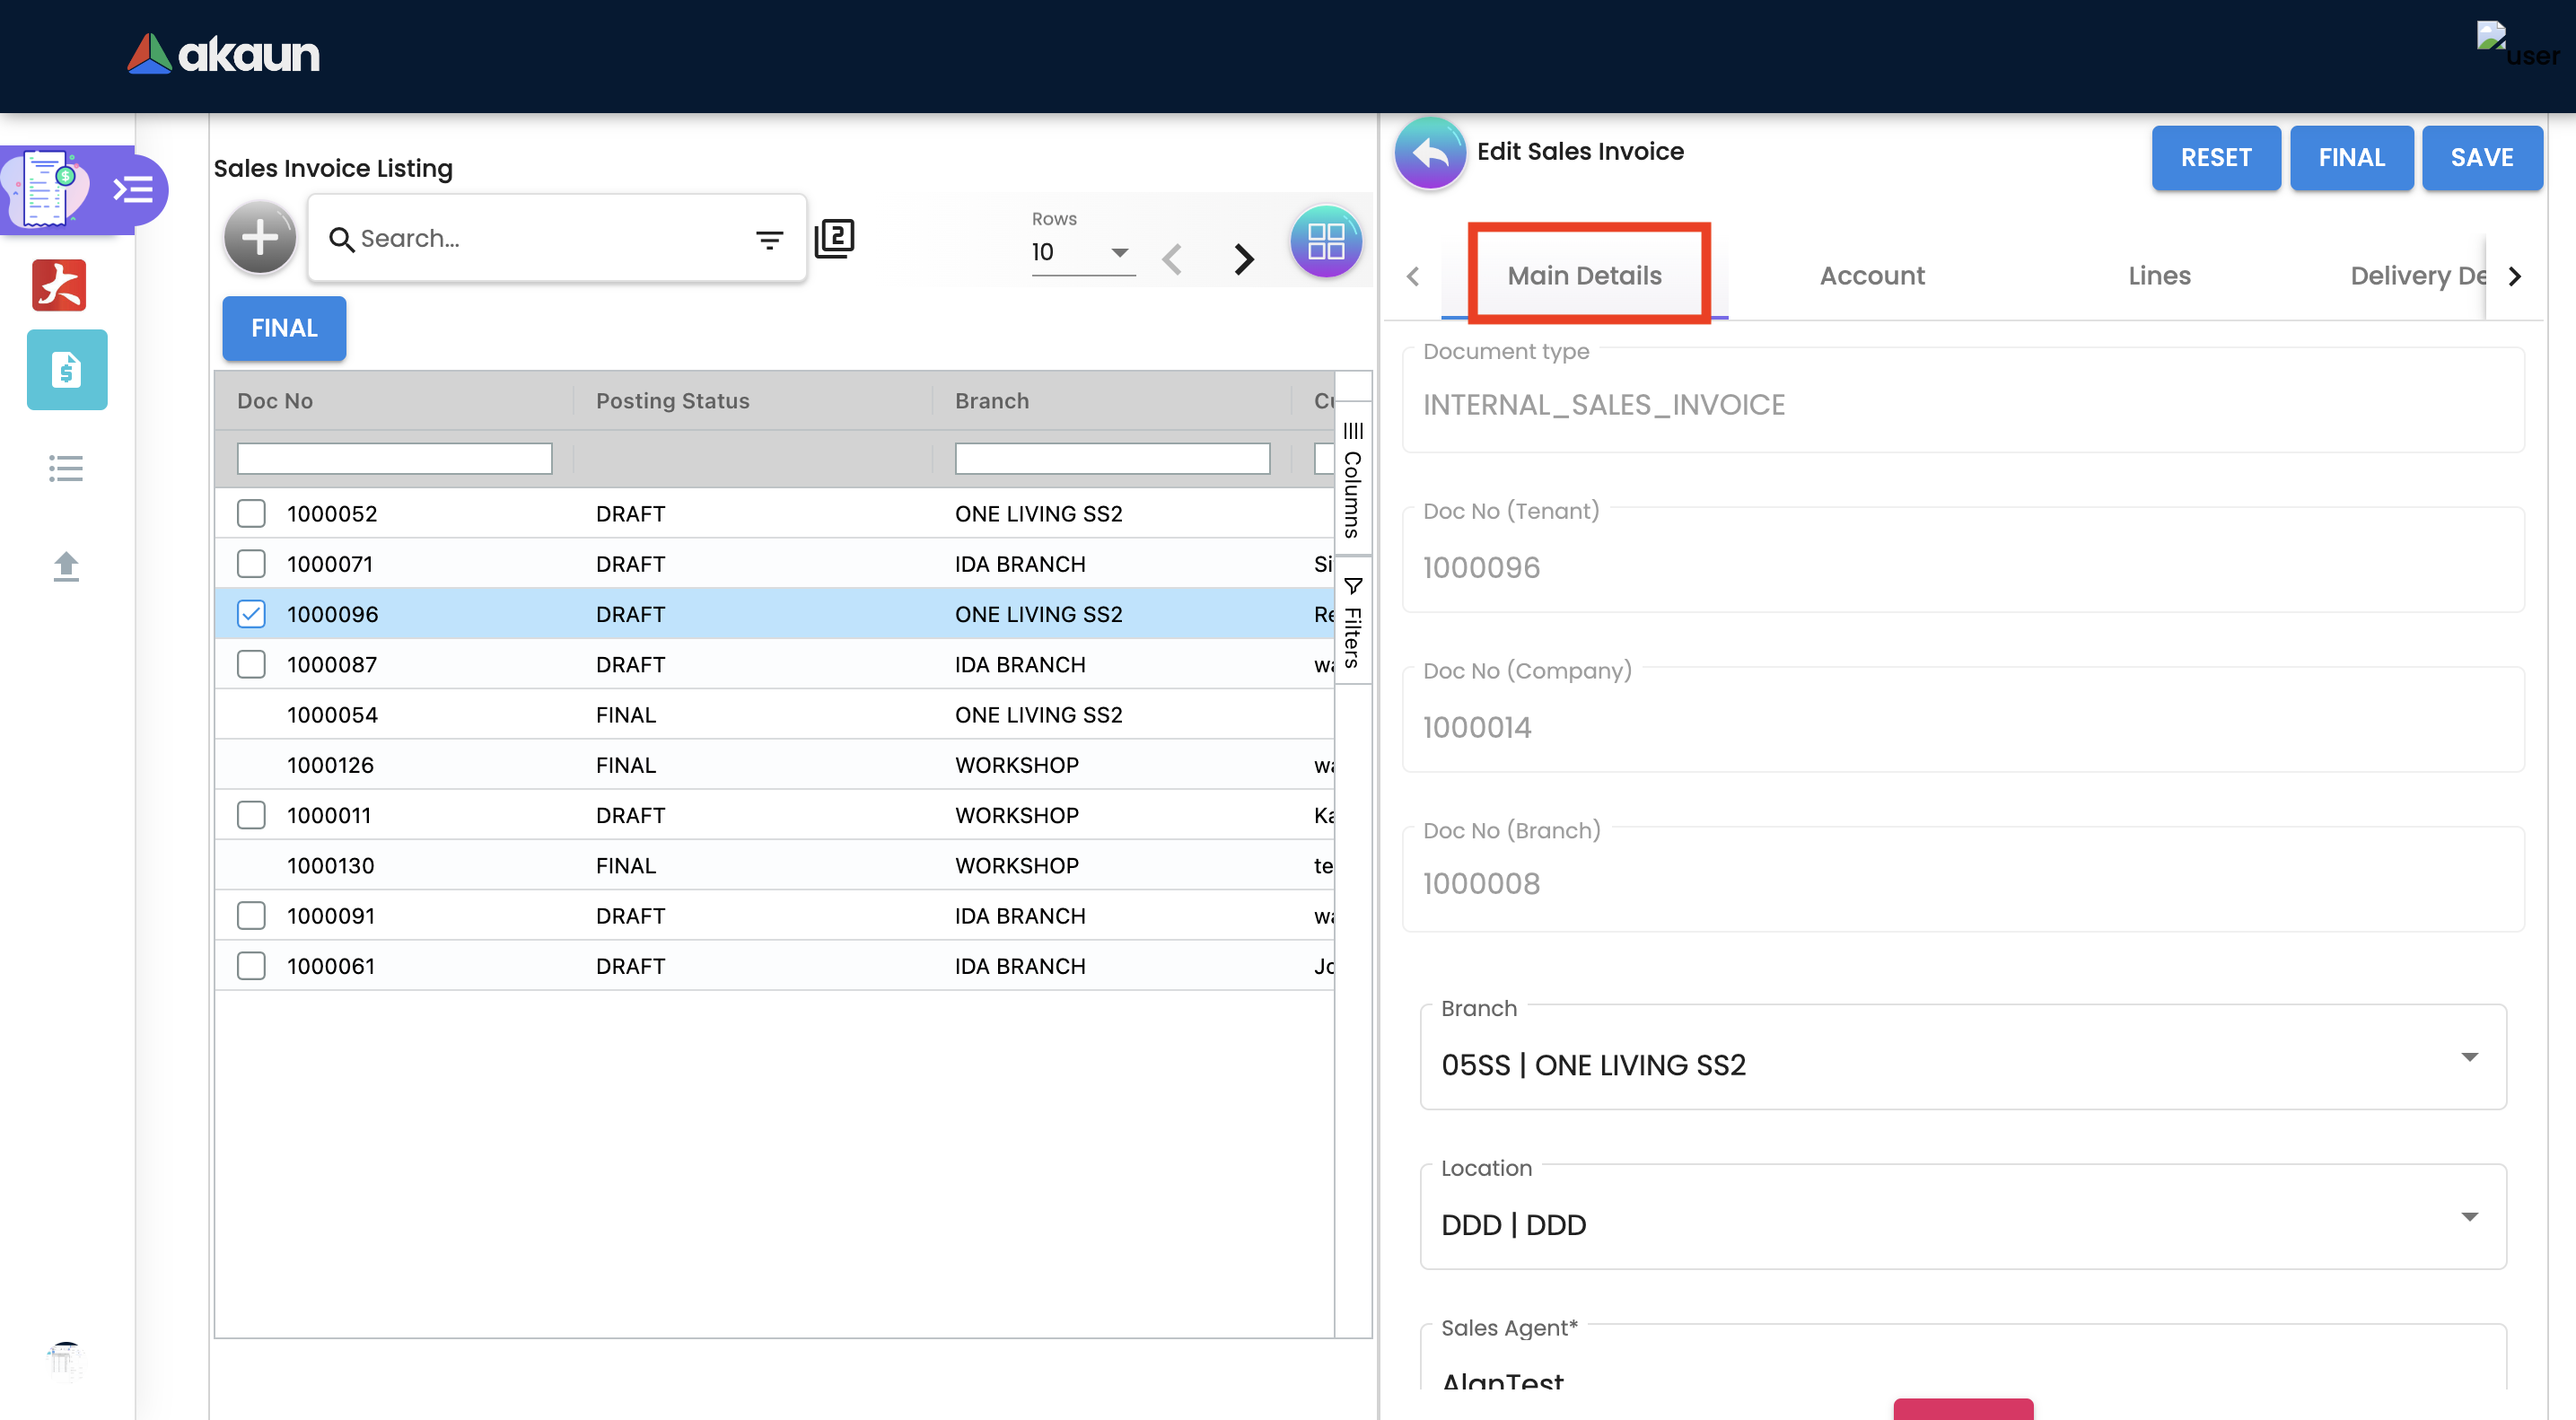 akaun
user
Sales Invoice Listing
Search...
2
Rows
10
FINAL
Doc No
Posting Status
Branch
Columns
Filters
1000052 DRAFT ONE LIVING SS2
1000071 DRAFT IDA BRANCH Si
1000096 DRAFT ONE LIVING SS2 Re
1000087 DRAFT IDA BRANCH wa
1000054 FINAL ONE LIVING SS2
1000126 FINAL WORKSHOP wa
1000011 DRAFT WORKSHOP Ka
1000130 FINAL WORKSHOP te
1000091 DRAFT IDA BRANCH wa
1000061 DRAFT IDA BRANCH Jo
Edit Sales Invoice
RESET
FINAL
SAVE
Main Details
Account
Lines
Delivery De
Document type
INTERNAL_SALES_INVOICE
Doc No (Tenant)
1000096
Doc No (Company)
1000014
Doc No (Branch)
1000008
Branch
05SS | ONE LIVING SS2
Location
DDD | DDD
Sales Agent*
AlanTest